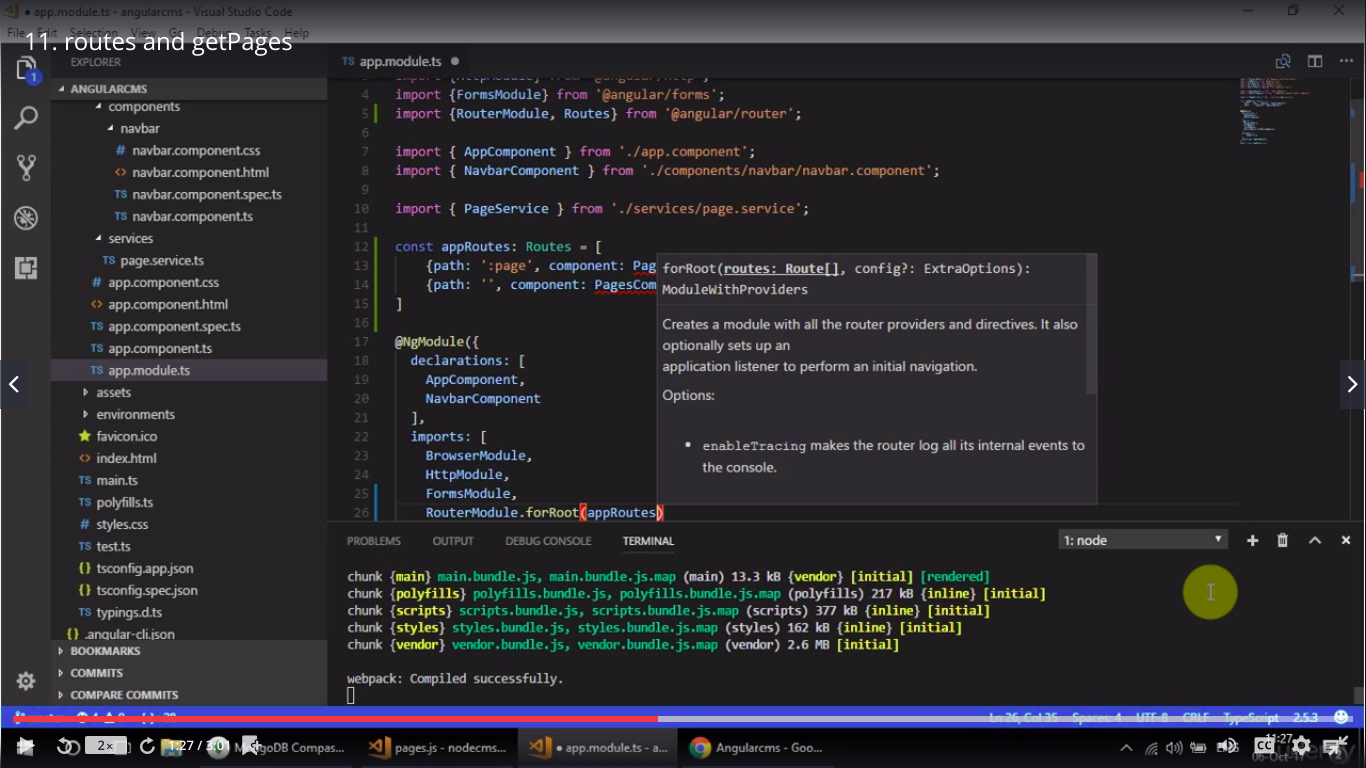 app.module.ts - angularcms - Visual Studio Code
File Edit Selection View Go Debug Tasks Help
11. routes and getPages
EXPLORER
ANGULARCMS
components
navbar
# navbar.component.css
<> navbar.component.html
TS navbar.component.spec.ts
TS navbar.component.ts
services
TS page.service.ts
# app.component.css
<> app.component.html
TS app.component.spec.ts
TS app.component.ts
TS app.module.ts
assets
environments
favicon.ico
<> index.html
TS main.ts
TS polyfills.ts
# styles.css
TS test.ts
{} tsconfig.app.json
{} tsconfig.spec.json
TS typings.d.ts
{} .angular-cli.json
BOOKMARKS
COMMITS
COMPARE COMMITS
1
TS app.module.ts ●
4 import {FormsModule} from '@angular/forms';
5 import {RouterModule, Routes} from '@angular/router';
6
7 import { AppComponent } from './app.component';
8 import { NavbarComponent } from './components/navbar/navbar.component';
9
10 import { PageService } from './services/page.service';
11
12 const appRoutes: Routes = [
13 {path: ':page', component: Pag
14 {path: '', component: PagesCom
15 ]
16
17 @NgModule({
18 declarations: [
19 AppComponent,
20 NavbarComponent
21 ],
22 imports: [
23 BrowserModule,
24 HttpModule,
25 FormsModule,
26 RouterModule.forRoot(appRoutes)
forRoot(routes: Route[], config?: ExtraOptions):
ModuleWithProviders
Creates a module with all the router providers and directives. It also
optionally sets up an
application listener to perform an initial navigation.
Options:
• enableTracing makes the router log all its internal events to
the console.
PROBLEMS OUTPUT DEBUG CONSOLE TERMINAL 1: node
chunk {main} main.bundle.js, main.bundle.js.map (main) 13.3 kB {vendor} [initial] [rendered]
chunk {polyfills} polyfills.bundle.js, polyfills.bundle.js.map (polyfills) 217 kB {inline} [initial]
chunk {scripts} scripts.bundle.js, scripts.bundle.js.map (scripts) 377 kB {inline} [initial]
chunk {styles} styles.bundle.js, styles.bundle.js.map (styles) 162 kB {inline} [initial]
chunk {vendor} vendor.bundle.js, vendor.bundle.js.map (vendor) 2.6 MB [initial]
webpack: Compiled successfully.
Ln 26, Col 35 Spaces: 4 UTF-8 CRLF TypeScript 2.5.3
2x 1:27 / 3:01 MongoDB Compas... pages.js - nodecms... ● app.module.ts - a... Angularcms - Goo... CC 11:27
06-Oct-17